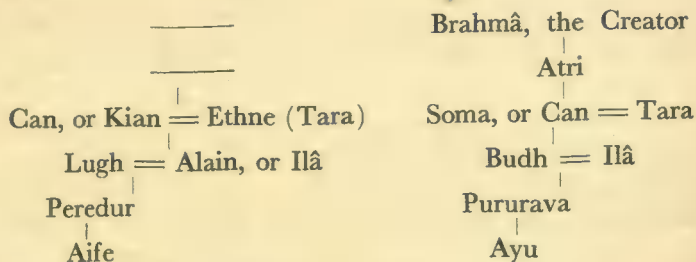 Brahmâ, the Creator
Atri
Can, or Kian = Ethne (Tara)
Soma, or Can = Tara
Lugh = Alain, or Ilâ
Budh = Ilâ
Peredur
Pururava
Aife
Ayu